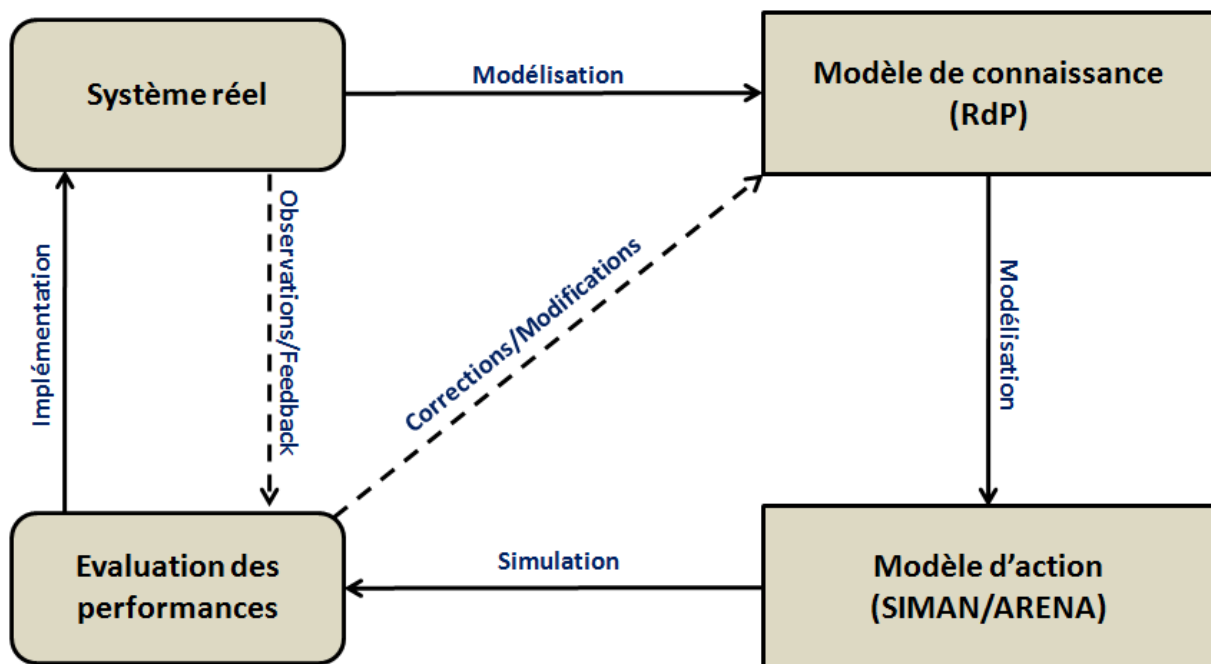 Système réel
Modélisation
Modèle de connaissance
(RdP)
Implémentation
Observations/Feedback
Corrections/Modifications
Modélisation
Evaluation des
performances
Simulation
Modèle d'action
(SIMAN/ARENA)